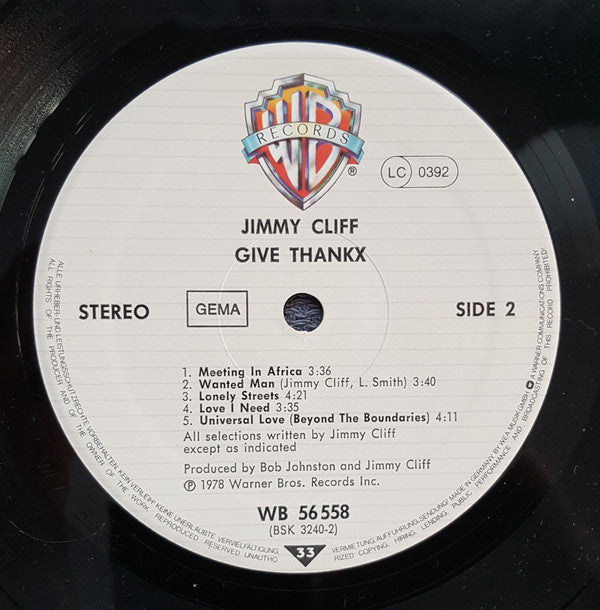 WB
RECORDS
®
LC 0392
JIMMY CLIFF
GIVE THANKX
STEREO
GEMA
SIDE 2
1. Meeting In Africa 3:36
2. Wanted Man (Jimmy Cliff, L. Smith) 3:40
3. Lonely Streets 4:21
4. Love I Need 3:35
5. Universal Love (Beyond The Boundaries) 4:11
All selections written by Jimmy Cliff
except as indicated
Produced by Bob Johnston and Jimmy Cliff
℗ 1978 Warner Bros. Records Inc.
WB 56 558
(BSK 3240-2)
33
ALLE URHEBER- UND LEISTUNGSSCHUTZRECHTE VORBEHALTEN. KEIN VERLEIH! KEINE UNERLAUBTE VERVIELFÄLTIGUNG, VERMIETUNG, AUFFÜHRUNG, SENDUNG! MADE IN GERMANY BY WEA MUSIK GMBH A WARNER COMMUNICATIONS COMPANY
ALL RIGHTS OF THE PRODUCER AND OF THE OWNER OF THE WORK REPRODUCED RESERVED. UNAUTHORIZED COPYING, HIRING, LENDING, PUBLIC PERFORMANCE AND BROADCASTING OF THIS RECORD PROHIBITED!